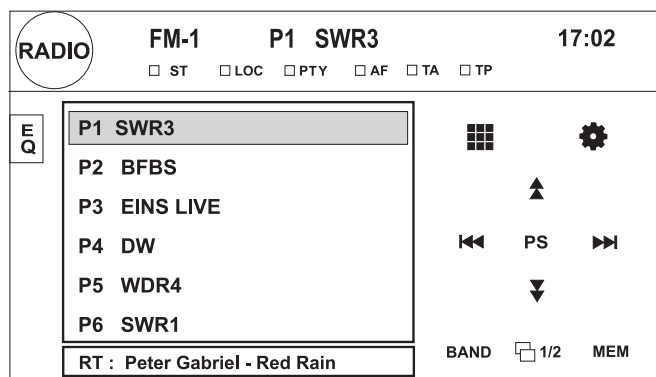 RADIO FM-1 P1 SWR3 17:02
ST LOC PTY AF TA TP
EQ
P1 SWR3
P2 BFBS
P3 EINS LIVE
P4 DW
PS
P5 WDR4
P6 SWR1
BAND 1/2 MEM
RT : Peter Gabriel - Red Rain